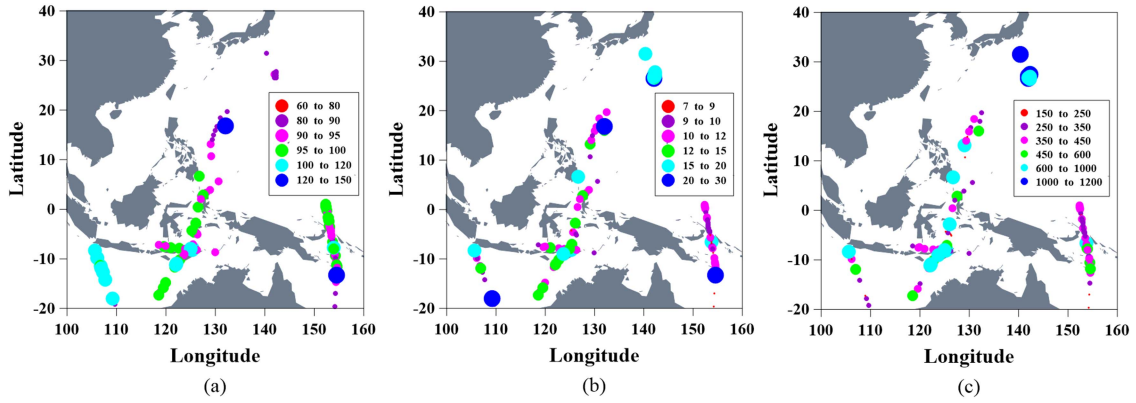 40
30
20
10
0
-10
-20
100 110 120 130 140 150 160
Latitude
Longitude
60 to 80
80 to 90
90 to 95
95 to 100
100 to 120
120 to 150
(a)
40
30
20
10
0
-10
-20
100 110 120 130 140 150 160
Latitude
Longitude
7 to 9
9 to 10
10 to 12
12 to 15
15 to 20
20 to 30
(b)
40
30
20
10
0
-10
-20
100 110 120 130 140 150 160
Latitude
Longitude
150 to 250
250 to 350
350 to 450
450 to 600
600 to 1000
1000 to 1200
(c)